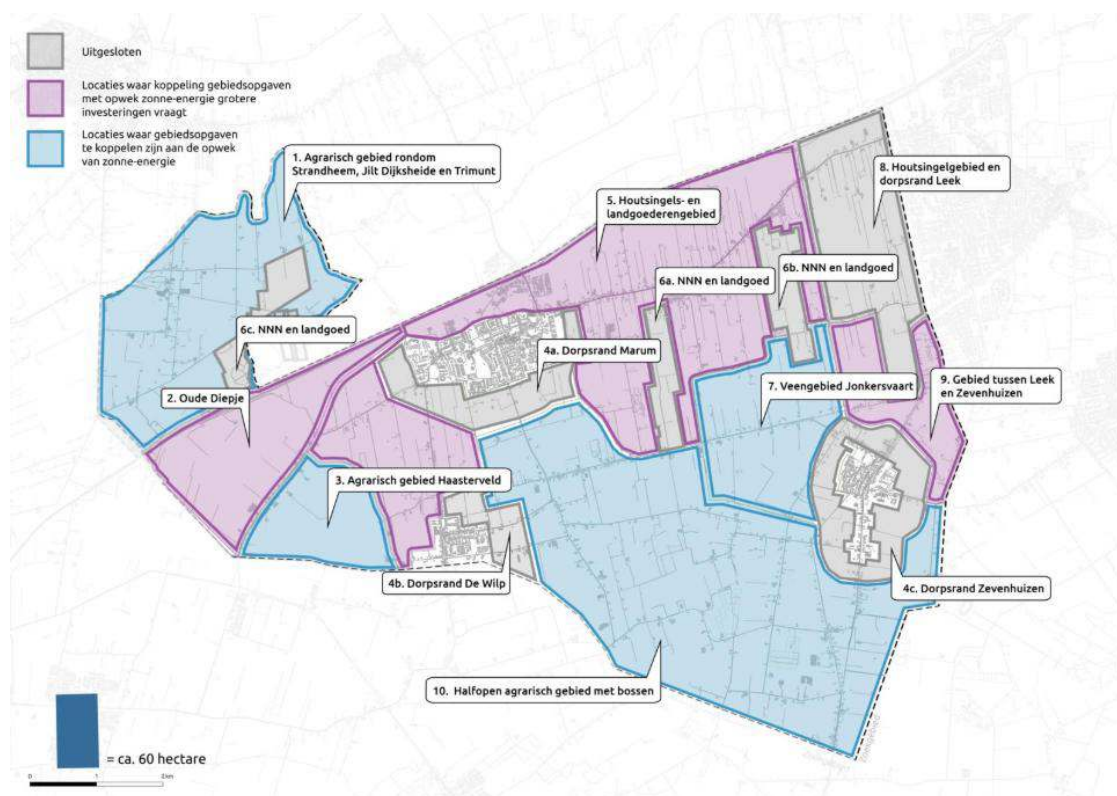 Uitgesloten
Locaties waar koppeling gebiedsopgaven
met opwek zonne-energie grotere
investeringen vraagt
Locaties waar gebiedsopgaven
te koppelen zijn aan de opwek
van zonne-energie
1. Agrarisch gebied rondom
Strandheem, Jilt Dijksheide en Trimunt
8. Houtsingelgebied en
dorpsrand Leek
5. Houtsingels- en
landgoederengebied
6a. NNN en landgoed
6b. NNN en landgoed
6c. NNN en landgoed
4a. Dorpsrand Marum
2. Oude Diepje
7. Veengebied Jonkersvaart
9. Gebied tussen Leek
en Zevenhuizen
3. Agrarisch gebied Haasterveld
4b. Dorpsrand De Wilp
4c. Dorpsrand Zevenhuizen
10. Halfopen agrarisch gebied met bossen
= ca. 60 hectare
0 1 2 km